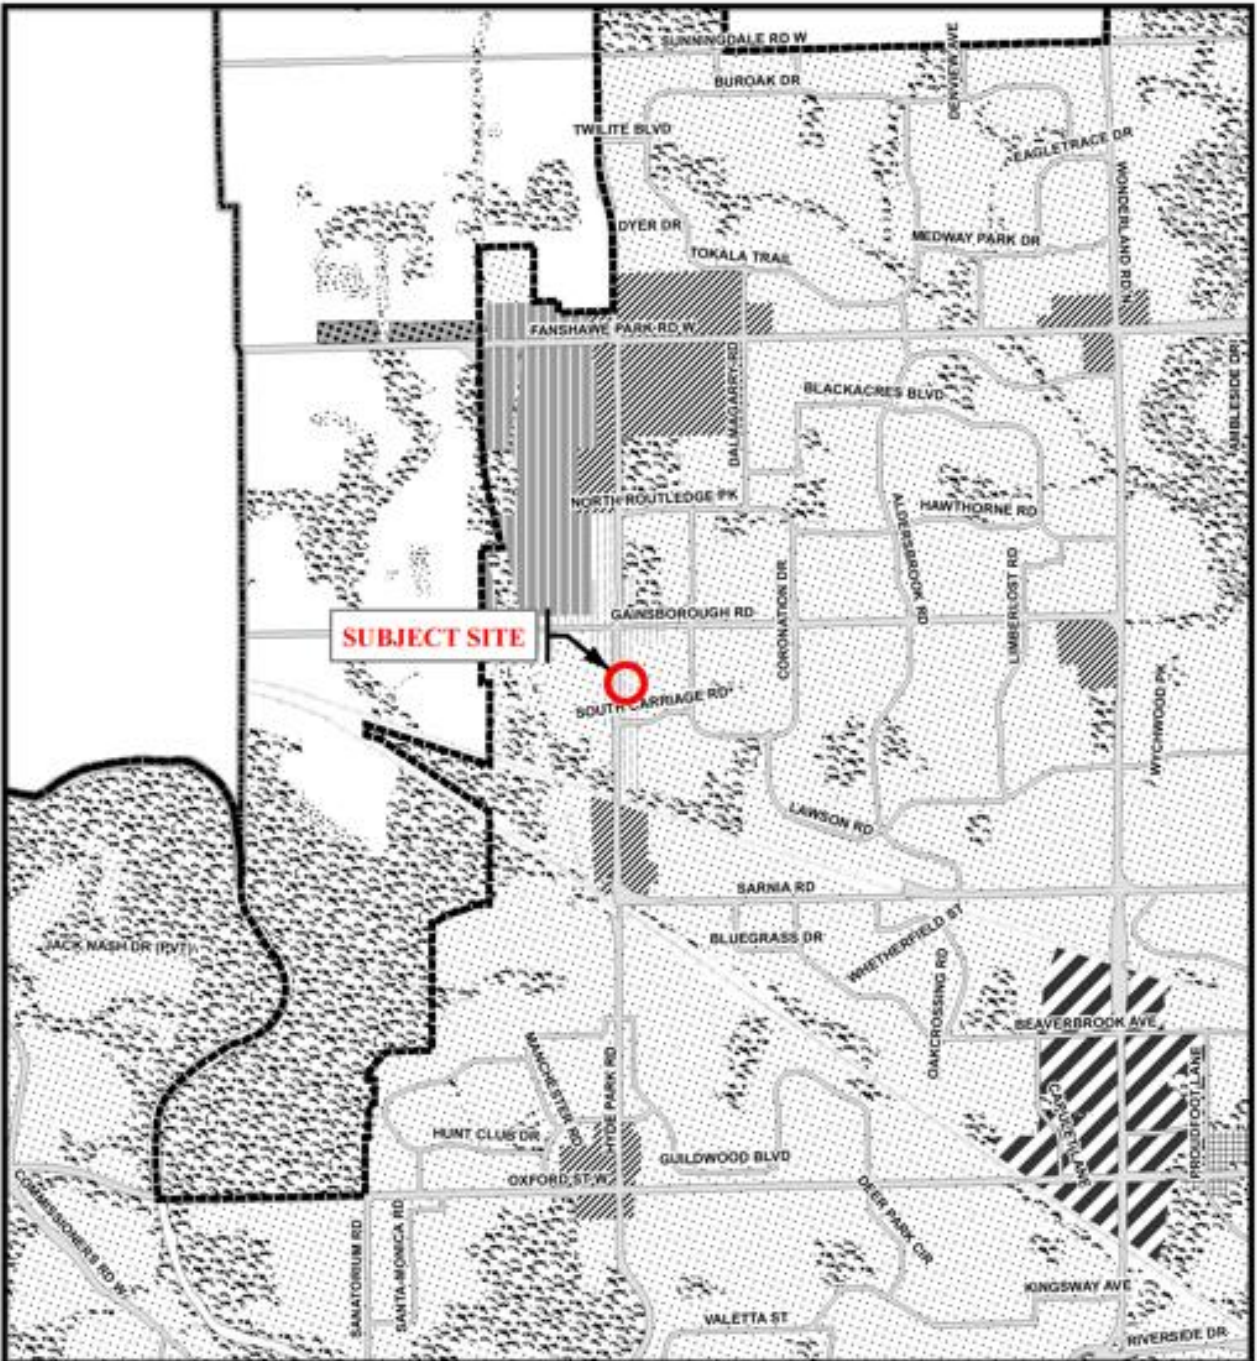 SUNNINGDALE RD W
BUROAK DR
DENVIEW AVE
TWILITE BLVD
EAGLETRACE DR
WONDERLAND RD N
DYER DR
MEDWAY PARK DR
TOKALA TRAIL
FANSHAWE PARK RD W
DALMAGARRY RD
AMBLESIDE DR
BLACKACRES BLVD
NORTH ROUTLEDGE PK
ALDERSBROOK RD
HAWTHORNE RD
CORONATION DR
LIMBERLOST RD
GAINSBOROUGH RD
SUBJECT SITE
SOUTH CARRIAGE RD
WYCHWOOD PK
LAWSON RD
SARNIA RD
JACK NASH DR (PVT)
BLUEGRASS DR
WHETHERFIELD ST
OAKCROSSING RD
BEAVERBROOK AVE
MANCHESTER RD
HYDE PARK RD
CAPULET LANE
PROUDFOOT LANE
HUNT CLUB DR
GUILDWOOD BLVD
OXFORD ST W
COMMISSIONERS RD W
DEER PARK CIR
SANATORIUM RD
SANTA MONICA RD
KINGSWAY AVE
VALETTA ST
RIVERSIDE DR